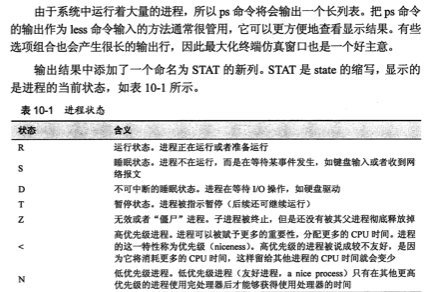 由于系统中运行着大量的进程，所以 ps 命令将会输出一个长列表。把 ps 命令
的输出作为 less 命令输入的方法通常很管用，它可以更方便地查看显示结果。有些
选项组合也会产生很长的输出行，因此最大化终端仿真窗口也是一个好主意。
输出结果中添加了一个命名为 STAT 的新列。STAT 是 state 的缩写，显示的
是进程的当前状态，如表 10-1 所示。
表 10-1 进程状态
状态 含义
R 运行状态。进程正在运行或者准备运行
S 睡眠状态。进程不在运行，而是在等待某事件发生，如键盘输入或者收到网
络报文
D 不可中断的睡眠状态。进程在等待 I/O 操作，如硬盘驱动
T 暂停状态。进程被指示暂停（后续还可继续运行）
Z 无效或者“僵尸”进程。子进程被终止，但是还没有被其父进程彻底释放掉
< 高优先级进程。进程可以被赋予更多的重要性，分配更多的 CPU 时间。进程
的这一特性称为优先级（niceness）。高优先级的进程被说成较不友好，是因
为它将消耗更多的 CPU 时间，这样留给其他进程的 CPU 时间就会变少
N 低优先级进程。低优先级进程（友好进程，a nice process）只有在其他更高
优先级的进程使用完处理器后才能够获得使用处理器的时间